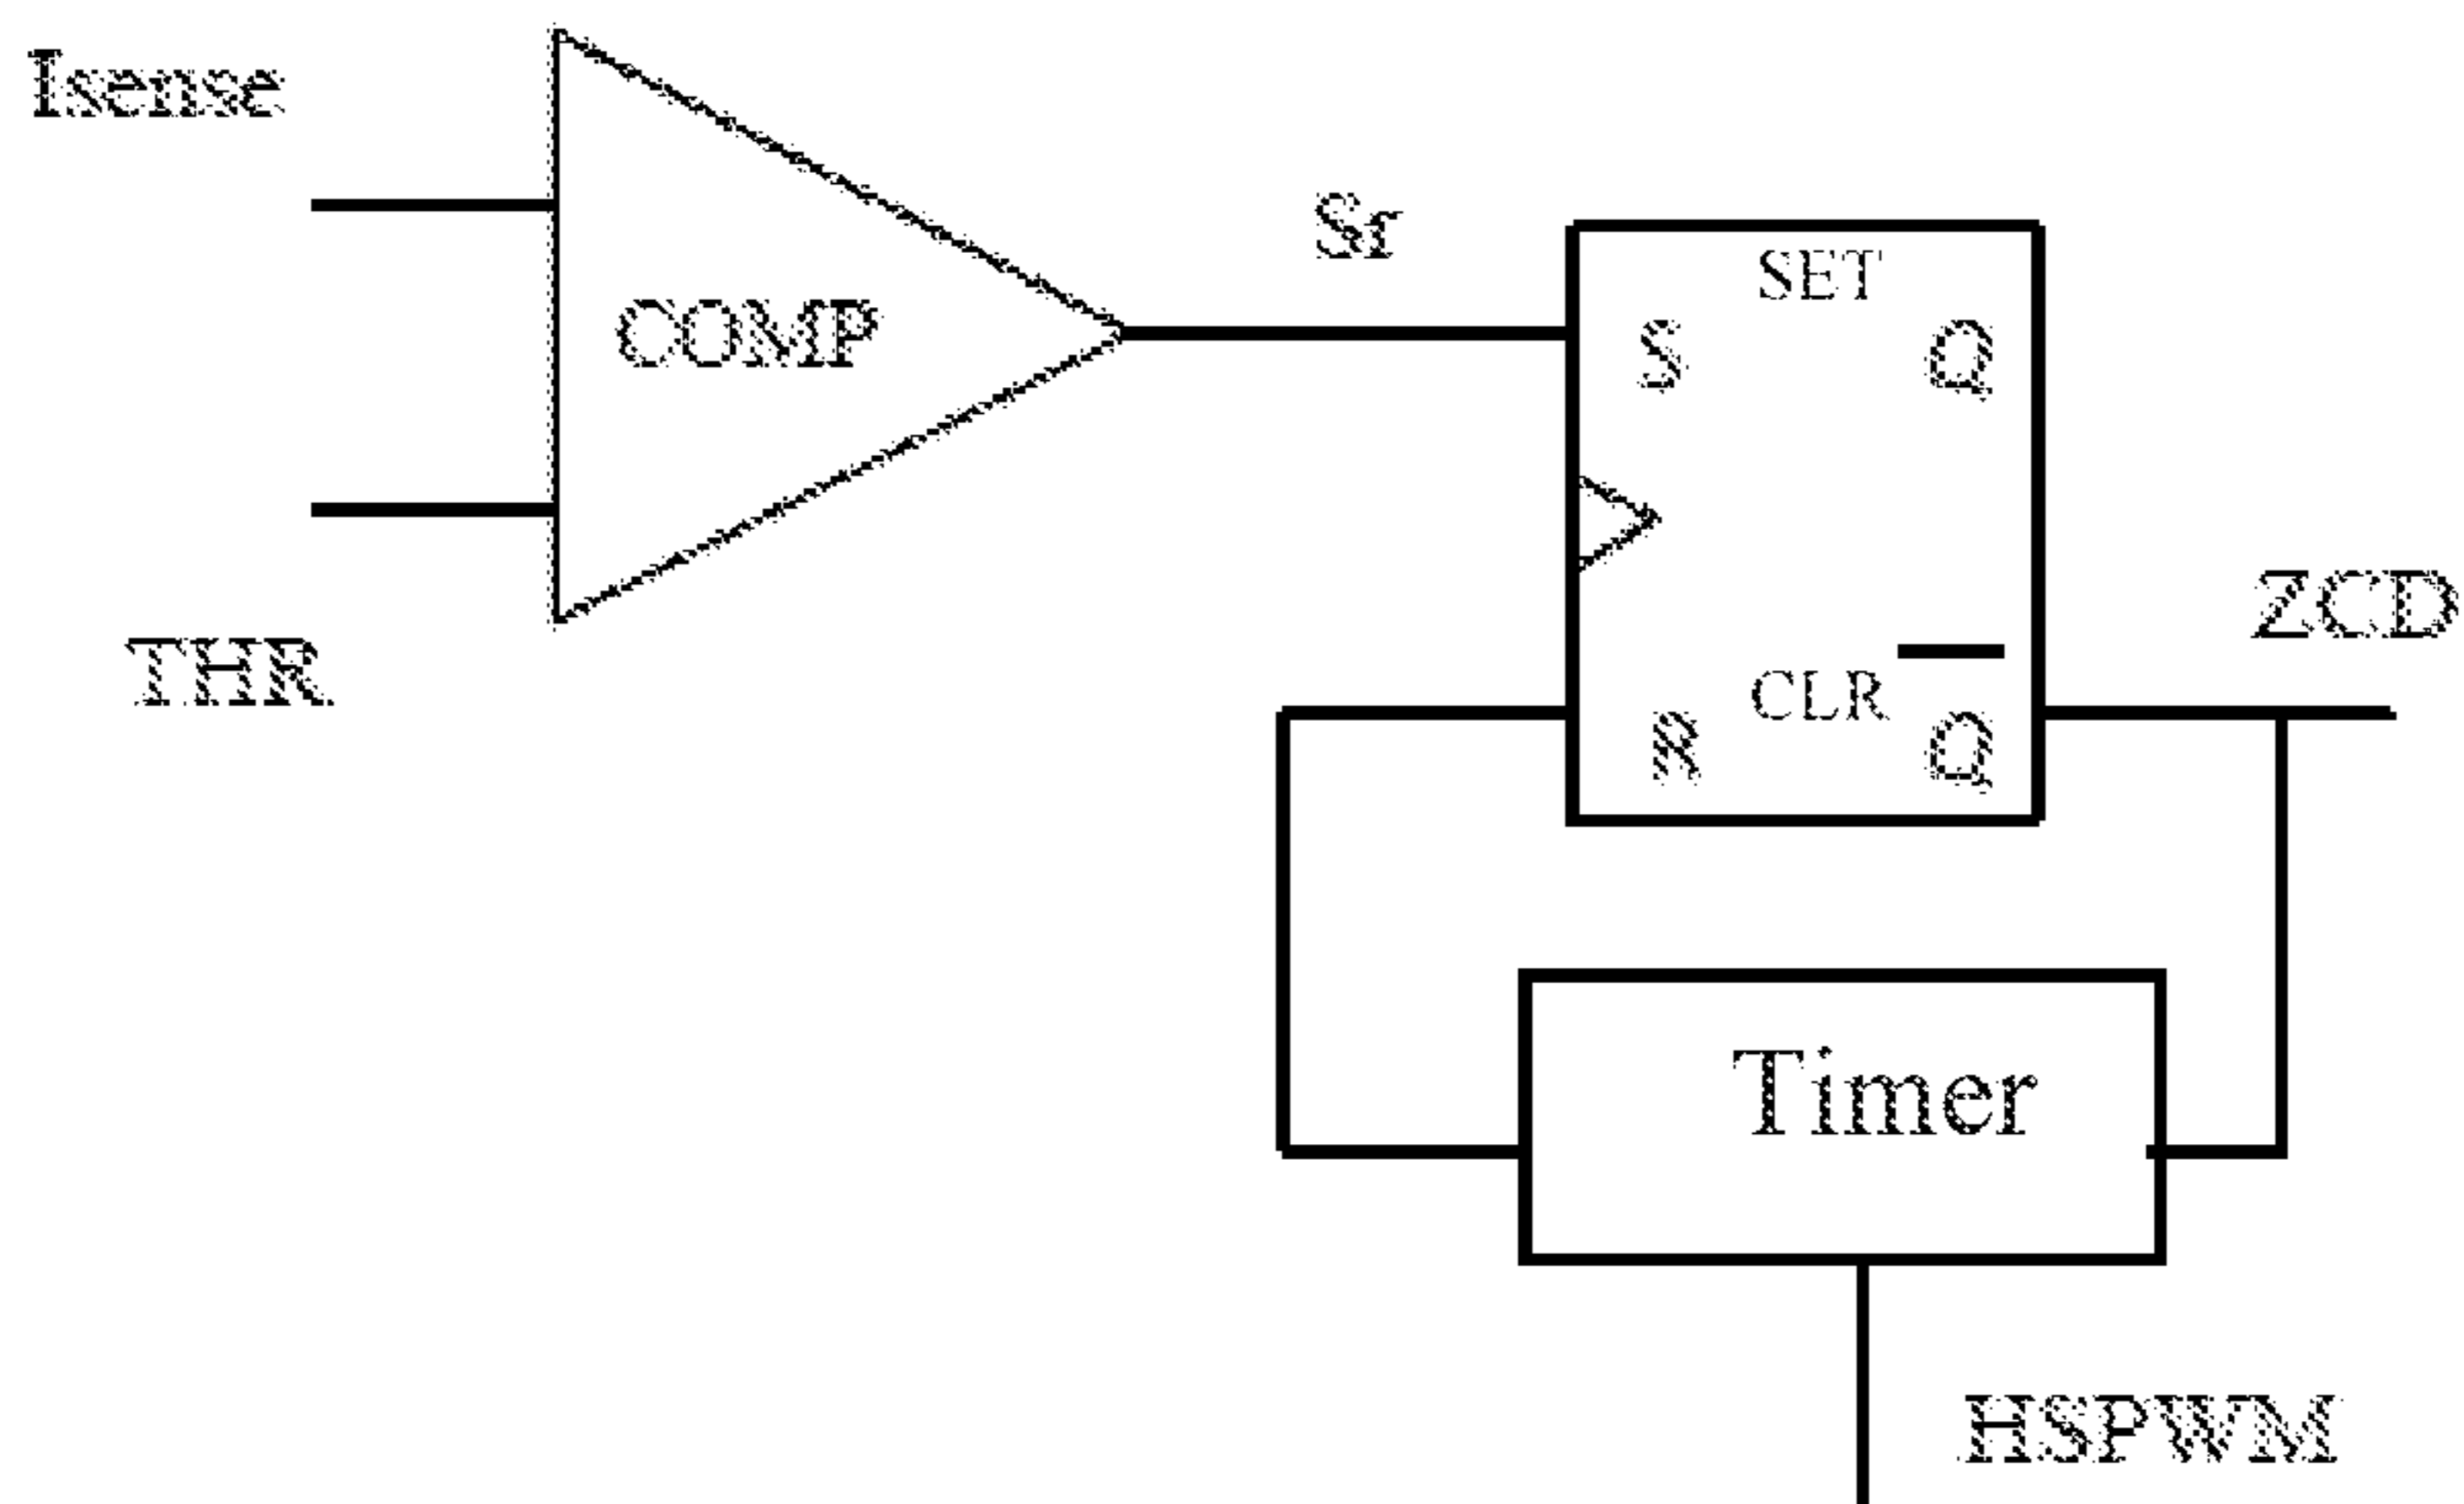 Isense
Sr
SET
COMP
S
Q
ZCD
THR
CLR
R
Q
Timer
HSPWM